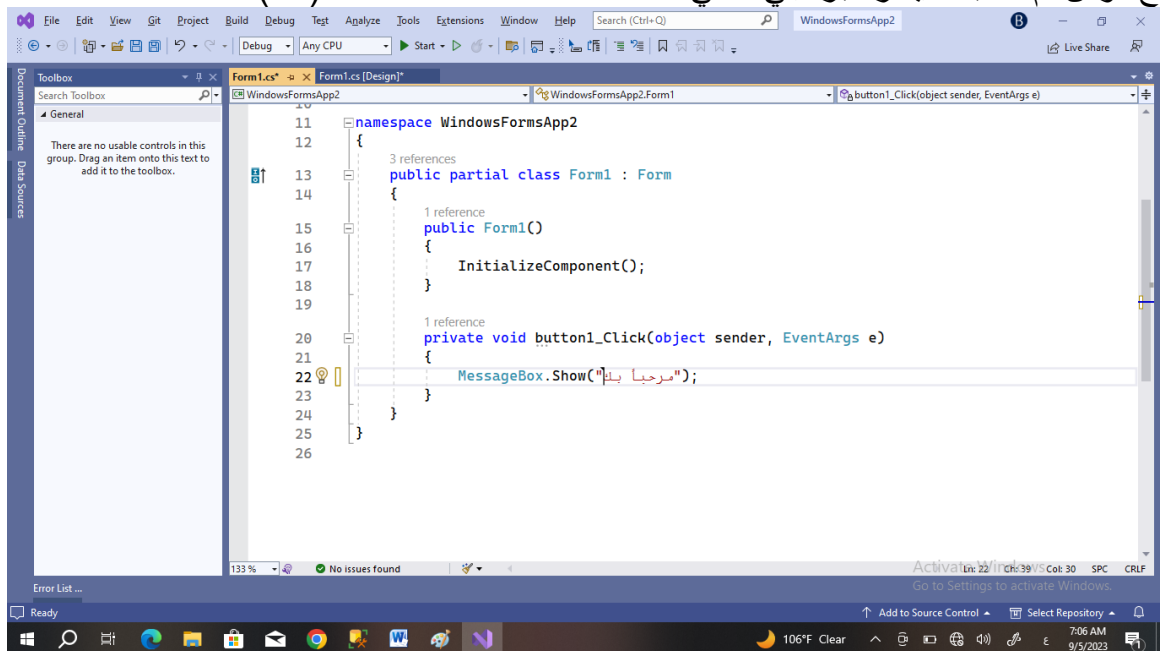 File Edit View Git Project Build Debug Test Analyze Tools Extensions Window Help Search (Ctrl+Q) WindowsFormsApp2 B
Debug Any CPU Start Live Share
Document Outline
Data Sources
Toolbox
Search Toolbox
General
There are no usable controls in this
group. Drag an item onto this text to
add it to the toolbox.
Form1.cs* Form1.cs [Design]*
WindowsFormsApp2 WindowsFormsApp2.Form1 button1_Click(object sender, EventArgs e)
10
11 namespace WindowsFormsApp2
12 {
3 references
13 public partial class Form1 : Form
14 {
1 reference
15 public Form1()
16 {
17 InitializeComponent();
18 }
19
1 reference
20 private void button1_Click(object sender, EventArgs e)
21 {
22 MessageBox.Show("مرحبأ بك");
23 }
24 }
25 }
26
133 % No issues found Ln: 22 Ch: 39 Col: 30 SPC CRLF
Activate Windows
Go to Settings to activate Windows.
Error List ...
Ready Add to Source Control Select Repository
106°F Clear ع 7:06 AM
9/5/2023